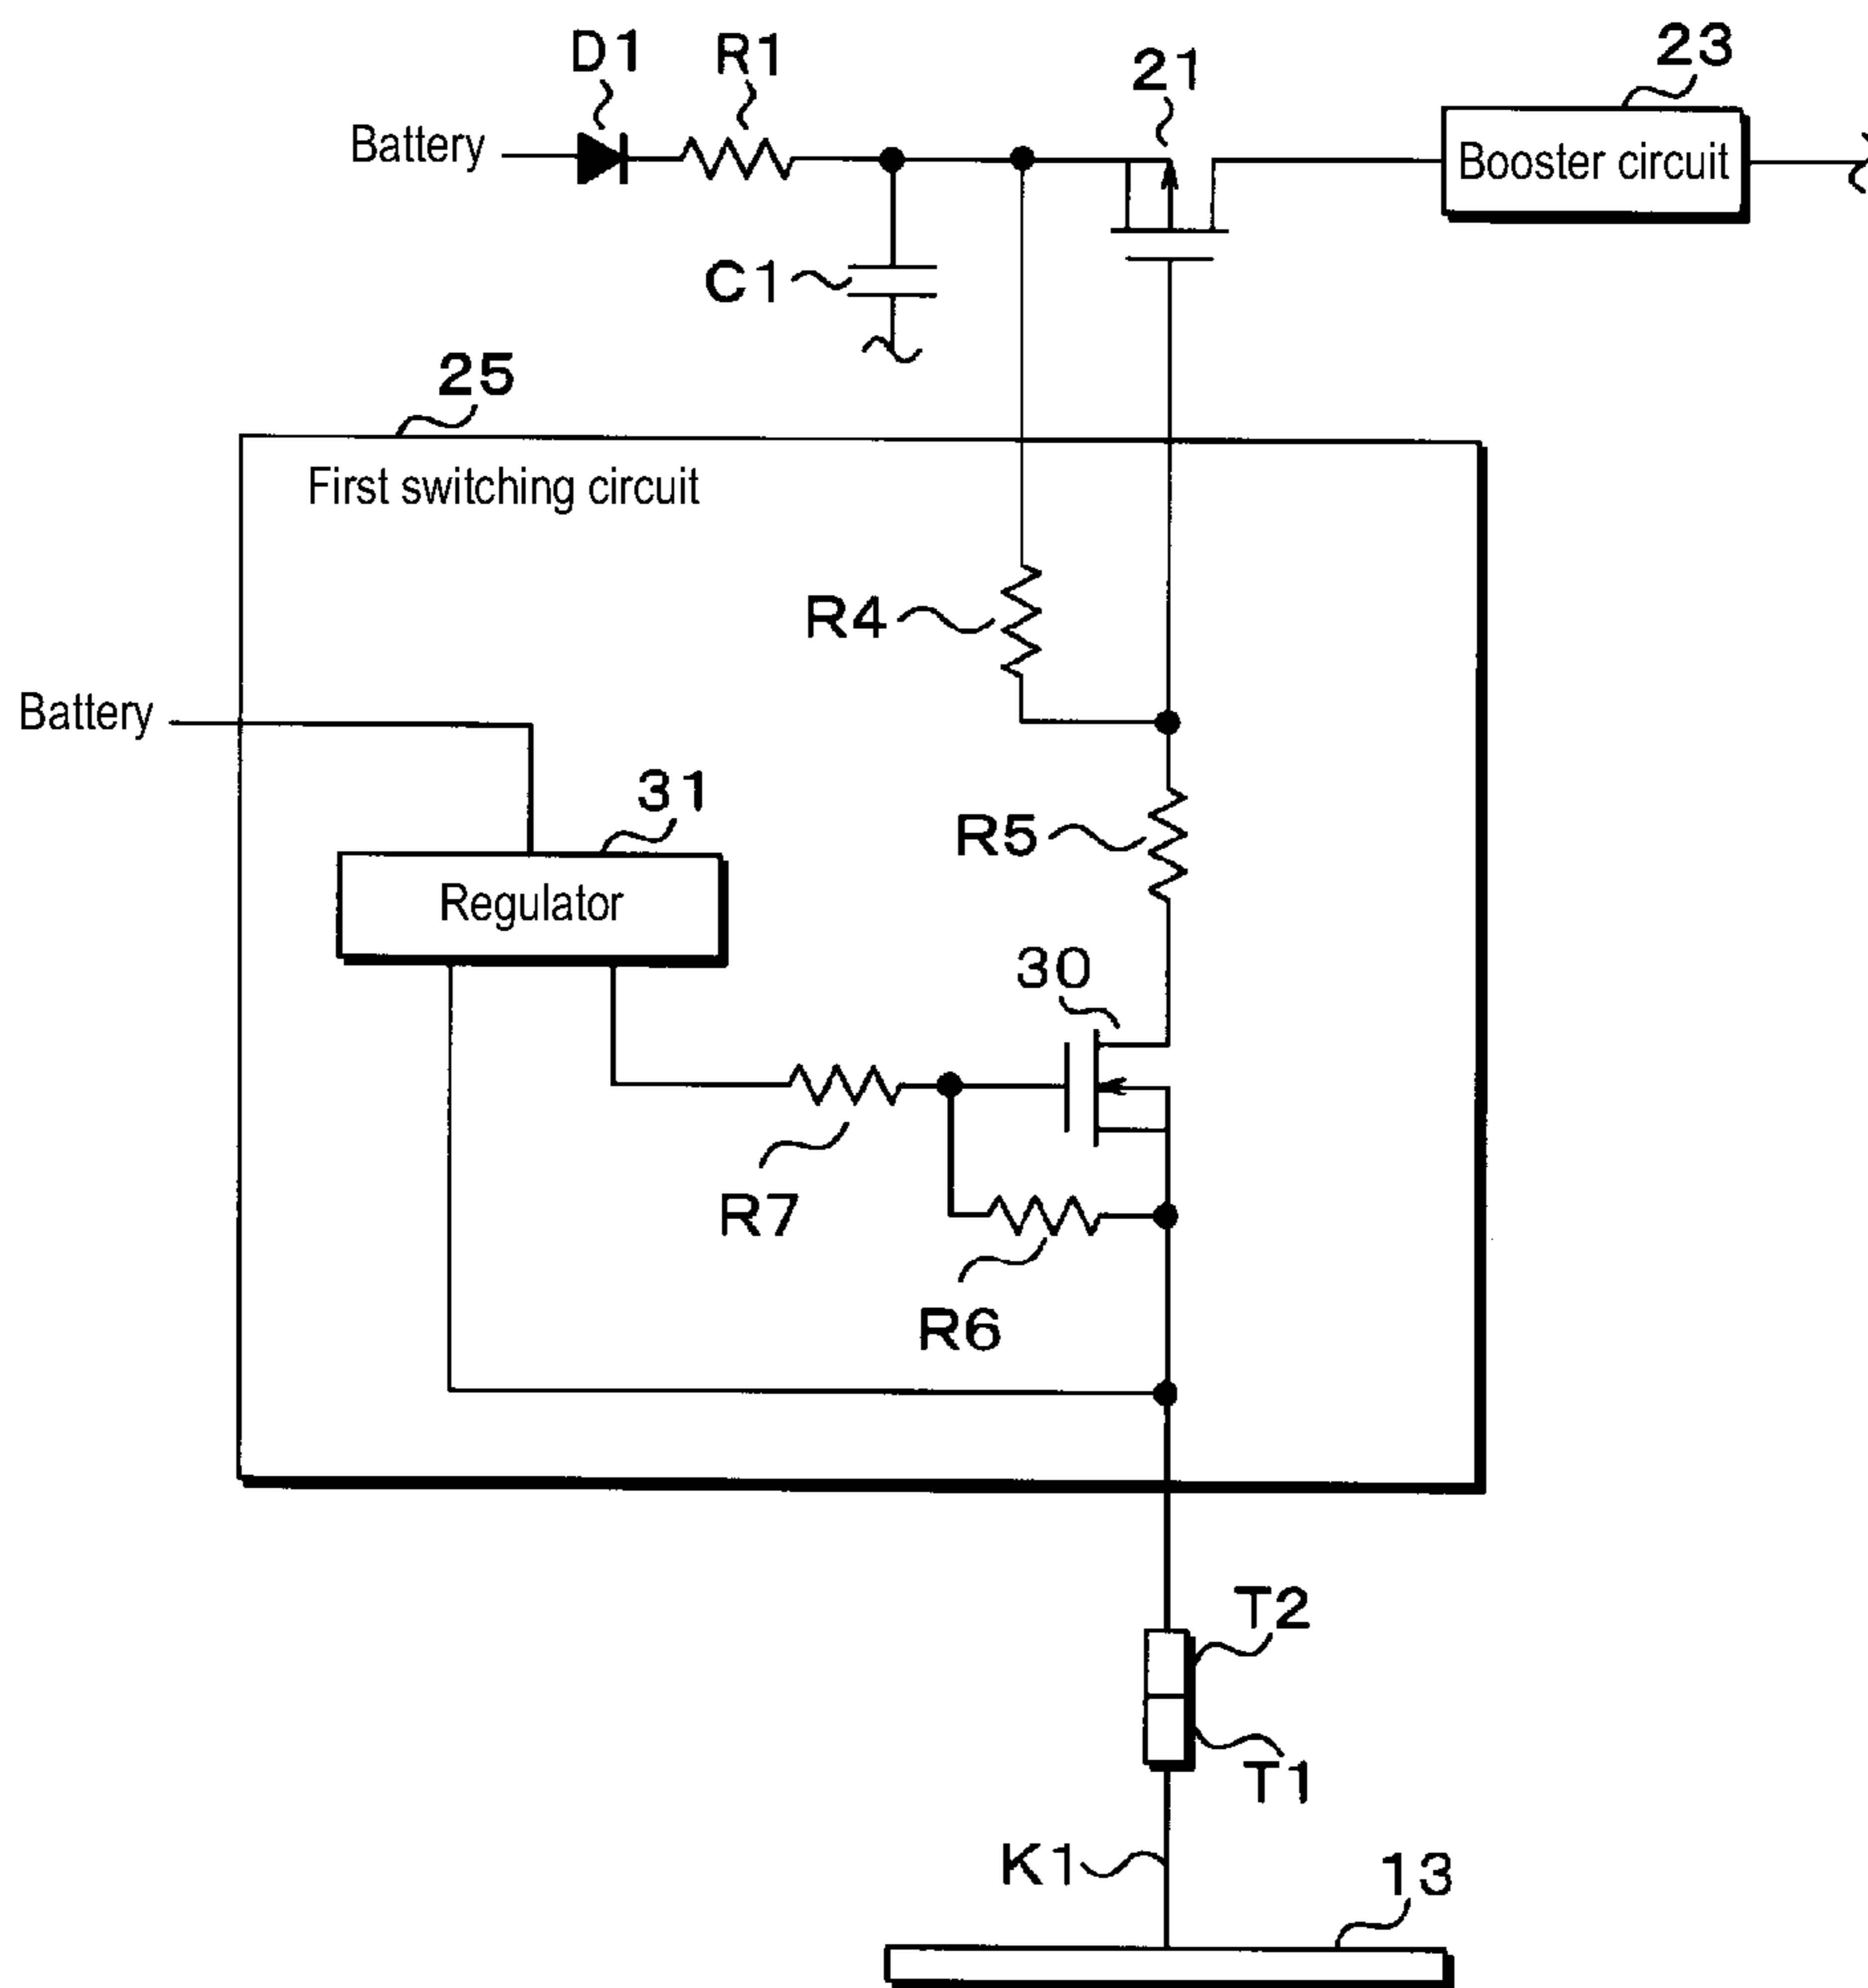 D1
R1
21
23
Battery
Booster circuit
C1
25
First switching circuit
R4
Battery
31
R5
Regulator
30
R7
R6
T2
T1
K1
13